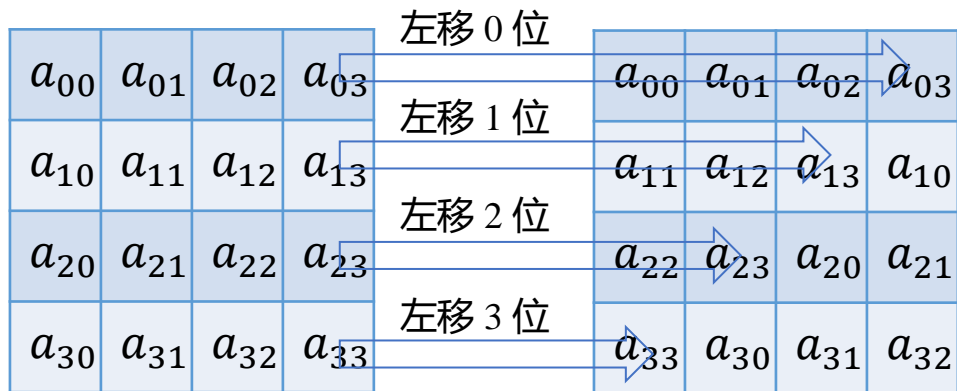 左移 0 位
a00 a01 a02 a03 a00 a01 a02 a03
左移 1 位
a10 a11 a12 a13 a11 a12 a13 a10
左移 2 位
a20 a21 a22 a23 a22 a23 a20 a21
左移 3 位
a30 a31 a32 a33 a33 a30 a31 a32